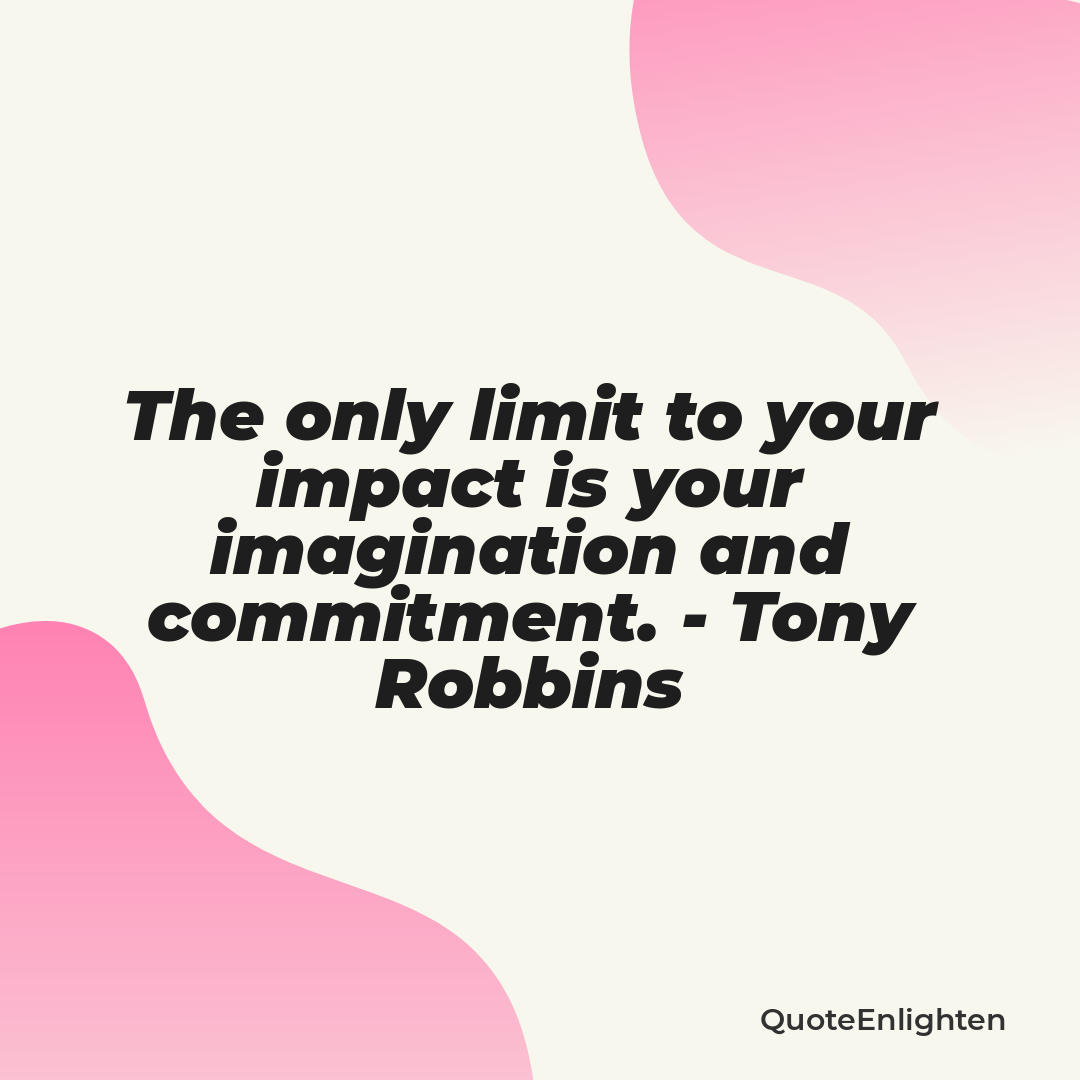 The only limit to your
impact is your
imagination and
commitment. - Tony
Robbins
QuoteEnlighten